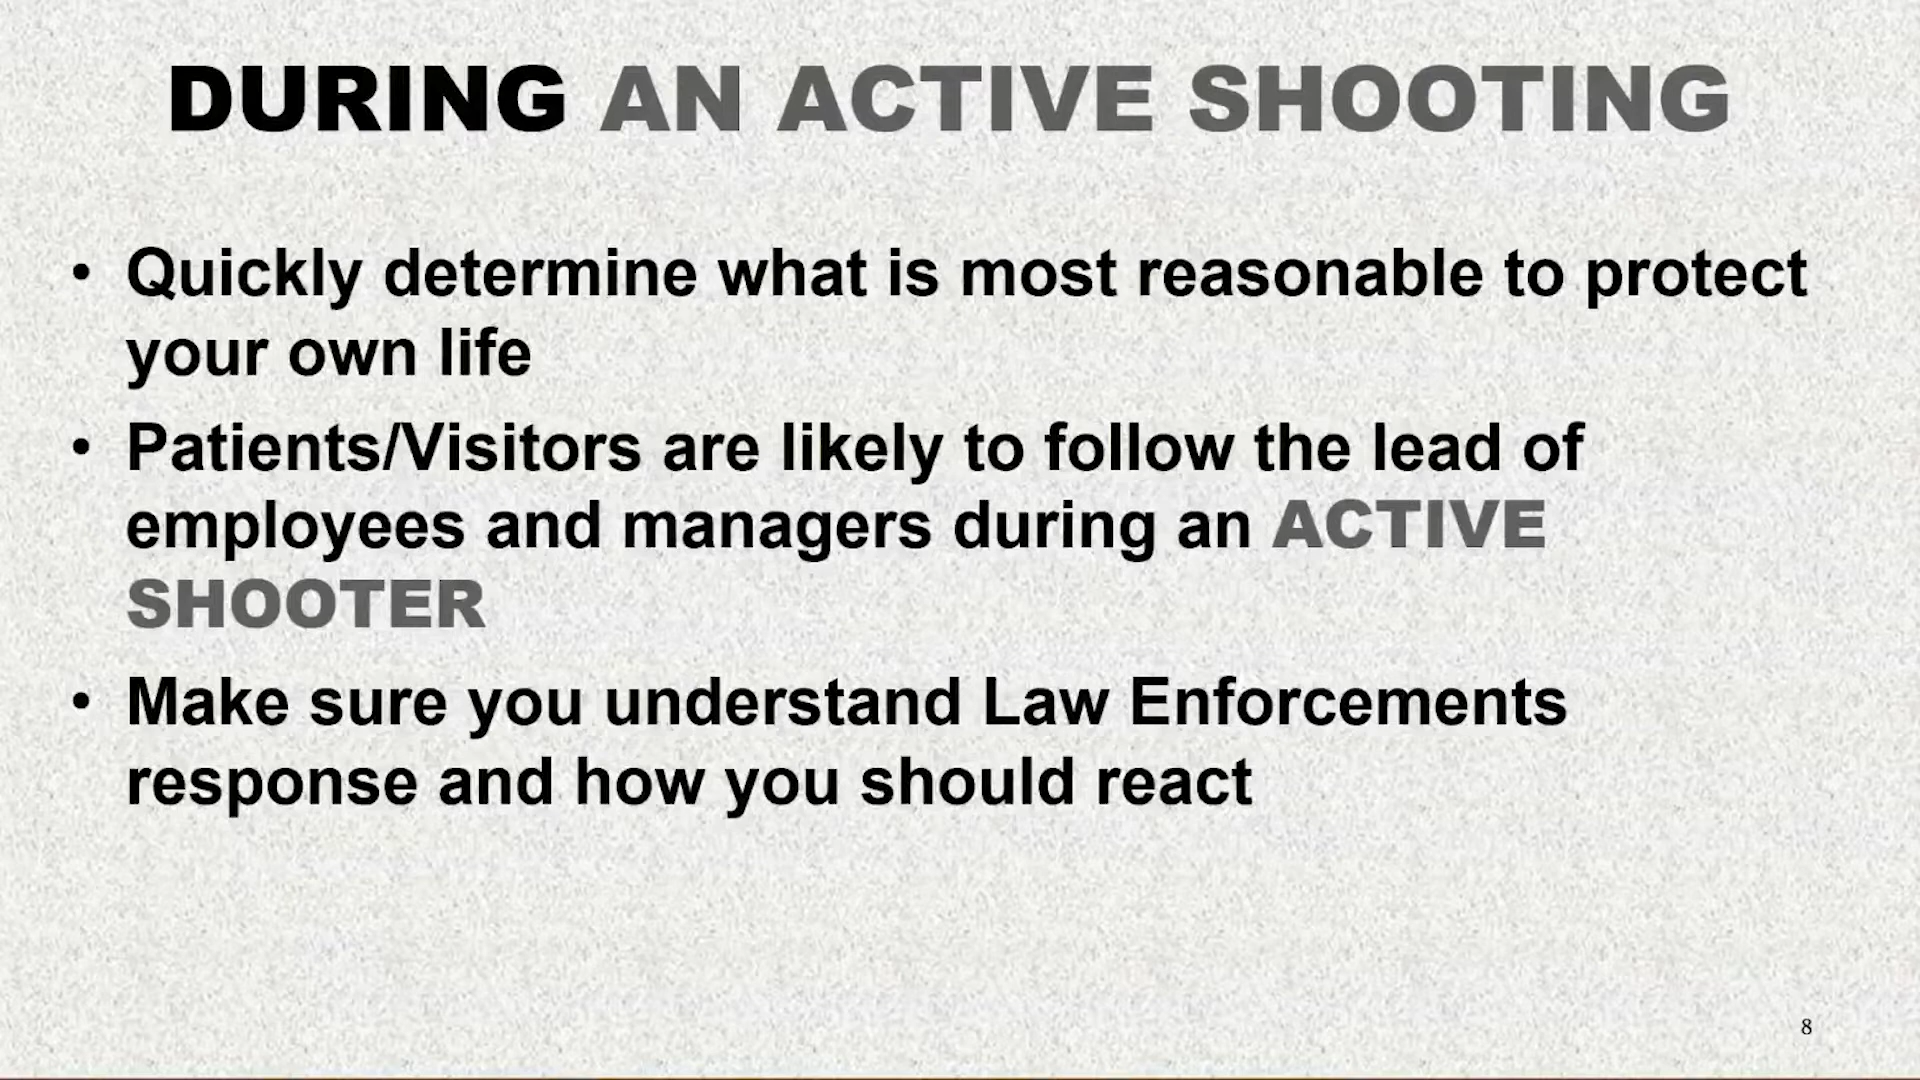 DURING AN ACTIVE SHOOTING
• Quickly determine what is most reasonable to protect
your own life
• Patients/Visitors are likely to follow the lead of
employees and managers during an ACTIVE
SHOOTER
• Make sure you understand Law Enforcements
response and how you should react
8